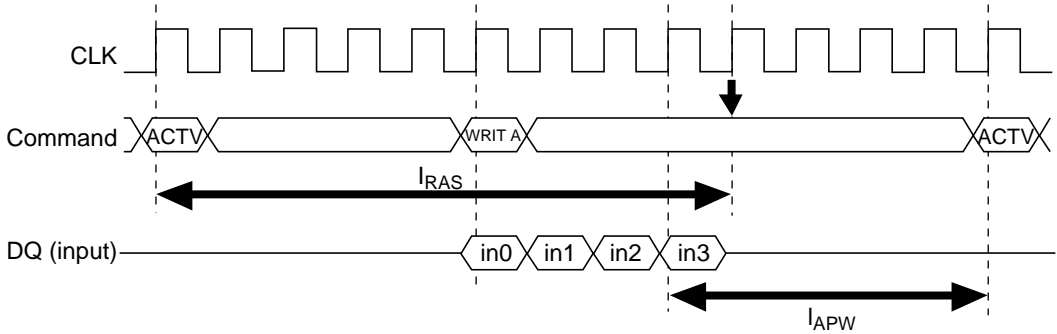 CLK
Command ACTV WRIT A ACTV
IRAS
DQ (input) in0 in1 in2 in3
IAPW